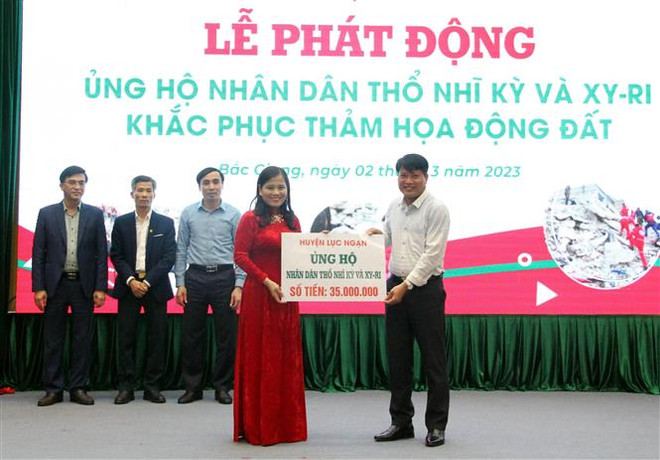 LỄ PHÁT ĐỘNG
ỦNG HỘ NHÂN DÂN THỔ NHĨ KỲ VÀ XY-RI
KHẮC PHỤC THẢM HỌA ĐỘNG ĐẤT
Bắc Giang, ngày 02 3 năm 2023
HUYỆN LỤC NGẠN
ỦNG HỘ
NHÂN DÂN THỔ NHĨ KỲ VÀ XY-RI
SỐ TIỀN: 35.000.000